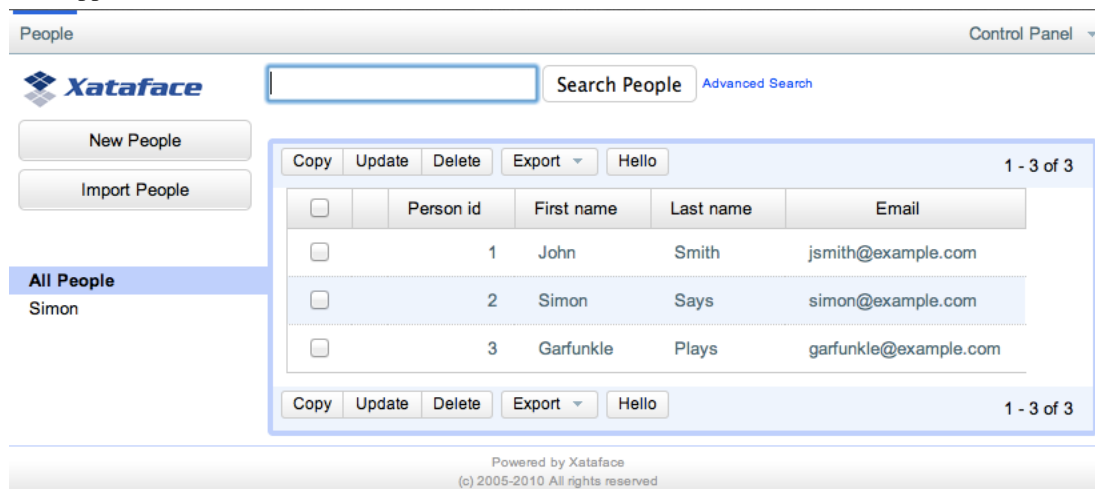 People Control Panel
Xataface
Search People Advanced Search
New People
Import People
All People
Simon
Copy Update Delete Export Hello 1 - 3 of 3
Person id First name Last name Email
1 John Smith jsmith@example.com
2 Simon Says simon@example.com
3 Garfunkle Plays garfunkle@example.com
Copy Update Delete Export Hello 1 - 3 of 3
Powered by Xataface
(c) 2005-2010 All rights reserved